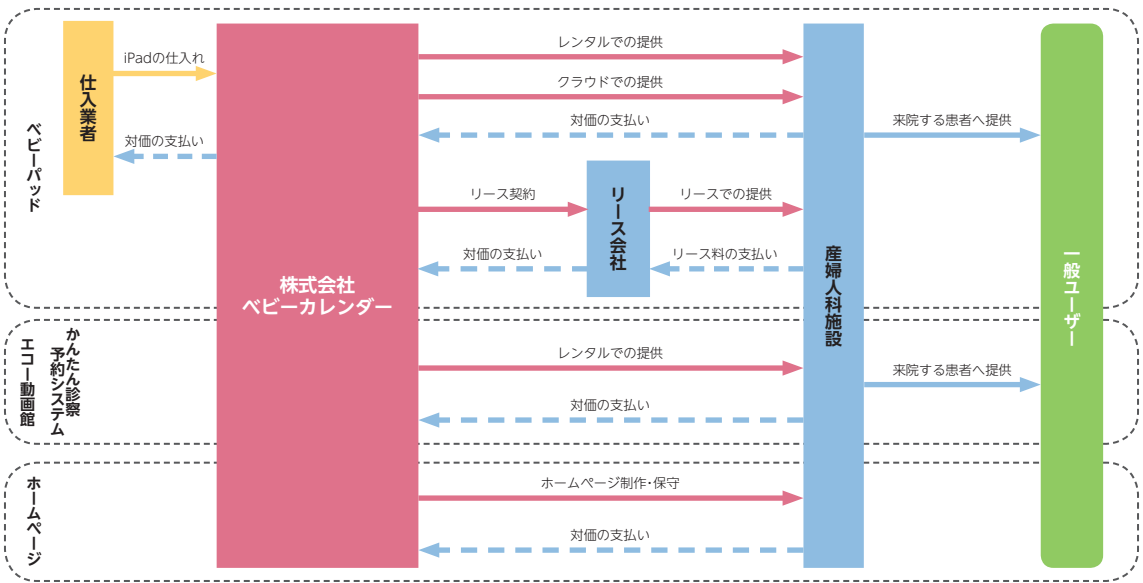 ベビーパッド
仕入業者
iPadの仕入れ
対価の支払い
株式会社
ベビーカレンダー
レンタルでの提供
クラウドでの提供
対価の支払い
リース契約
対価の支払い
リース会社
リースでの提供
リース料の支払い
産婦人科施設
来院する患者へ提供
一般ユーザー
かんたん診察
予約システム
エコー動画館
レンタルでの提供
対価の支払い
来院する患者へ提供
ホームページ
ホームページ制作・保守
対価の支払い